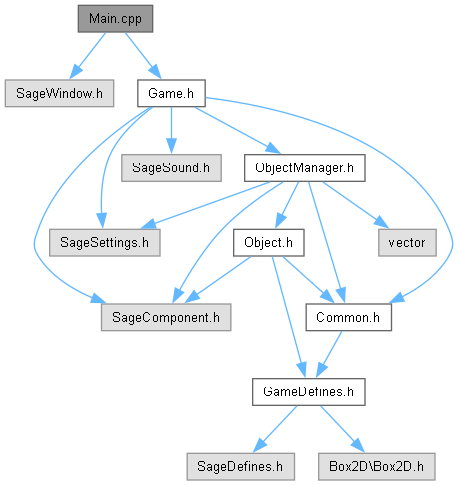 Main.cpp
SageWindow.h
Game.h
SageSound.h
ObjectManager.h
SageSettings.h
Object.h
vector
SageComponent.h
Common.h
GameDefines.h
SageDefines.h
Box2D\Box2D.h